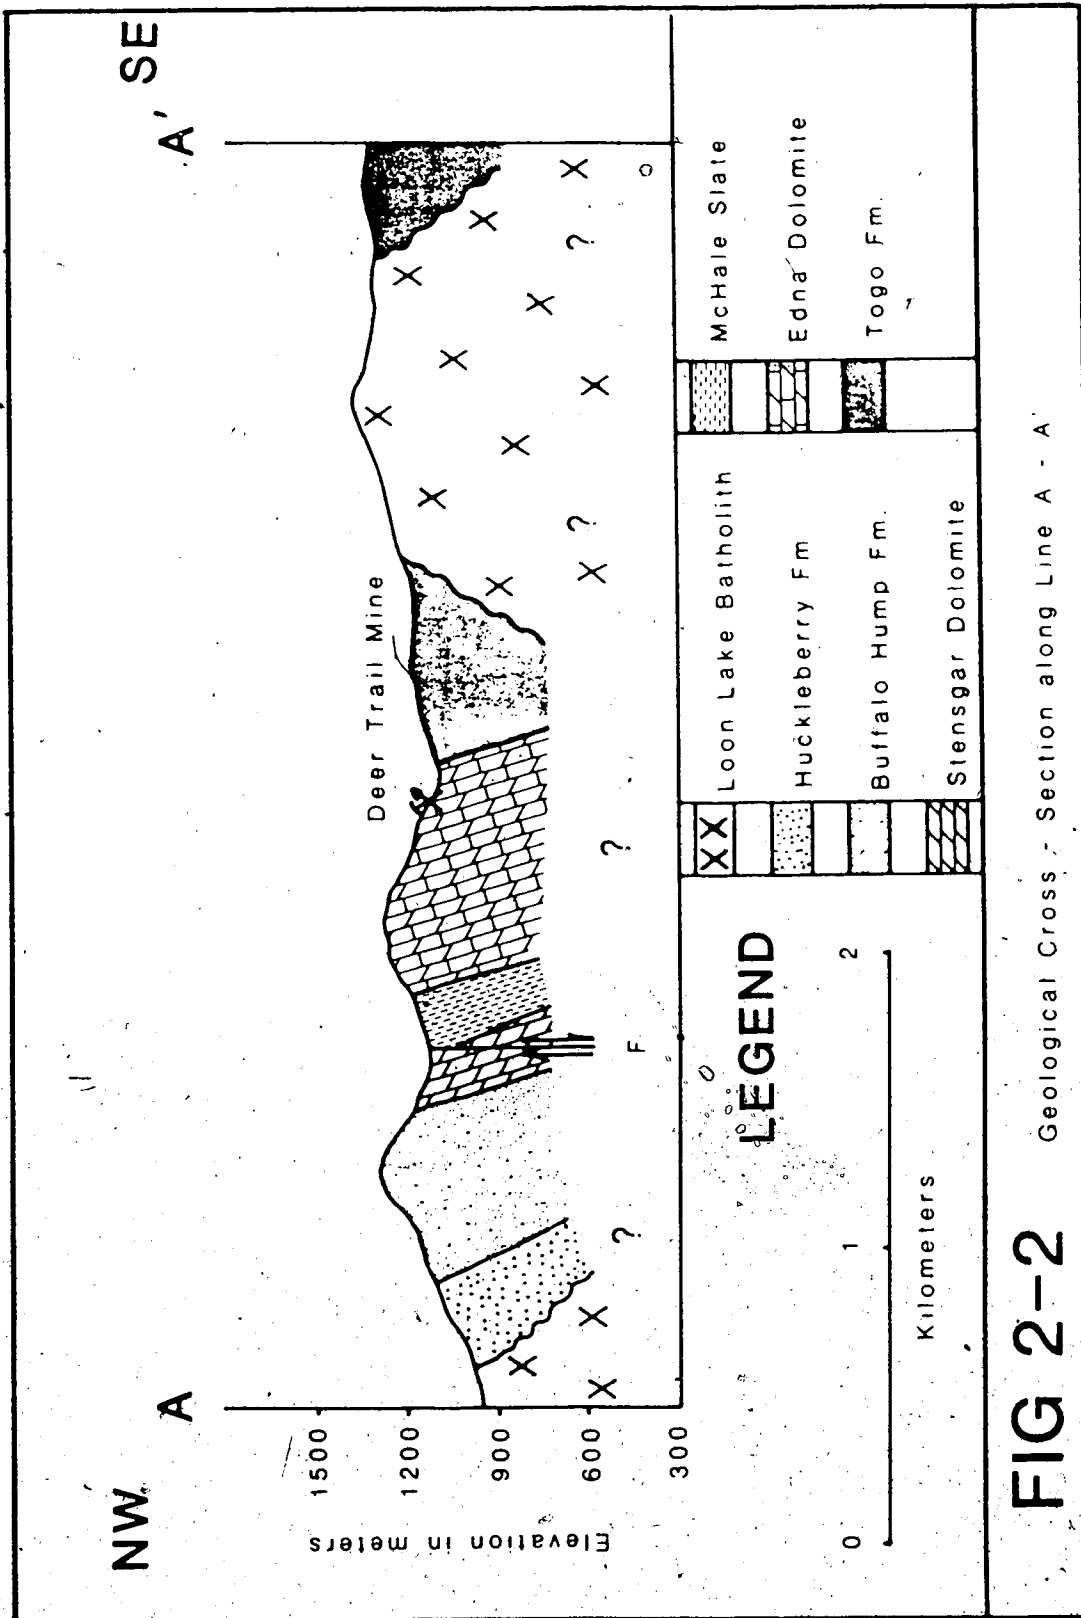 NW
SE
A
A'
Deer Trail Mine
Elevation in meters
1500
1200
900
600
300
X X X X X X X X X X X X X X X
? ? ? ?
F
LEGEND
XX Loon Lake Batholith
Huckleberry Fm
Buffalo Hump Fm.
Stensgar Dolomite
McHale Slate
Edna Dolomite
Togo Fm.
0 1 2
Kilometers
FIG 2-2 Geological Cross - Section along Line A - A'